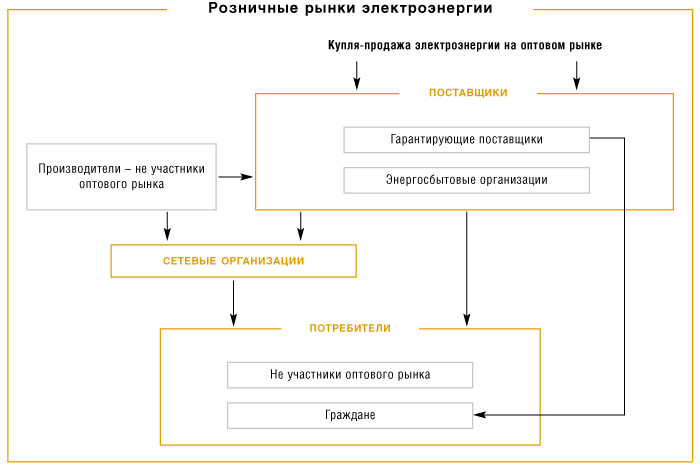 Розничные рынки электроэнергии
Купля-продажа электроэнергии на оптовом рынке
ПОСТАВЩИКИ
Гарантирующие поставщики
Производители – не участники
оптового рынка
Энергосбытовые организации
СЕТЕВЫЕ ОРГАНИЗАЦИИ
ПОТРЕБИТЕЛИ
Не участники оптового рынка
Граждане